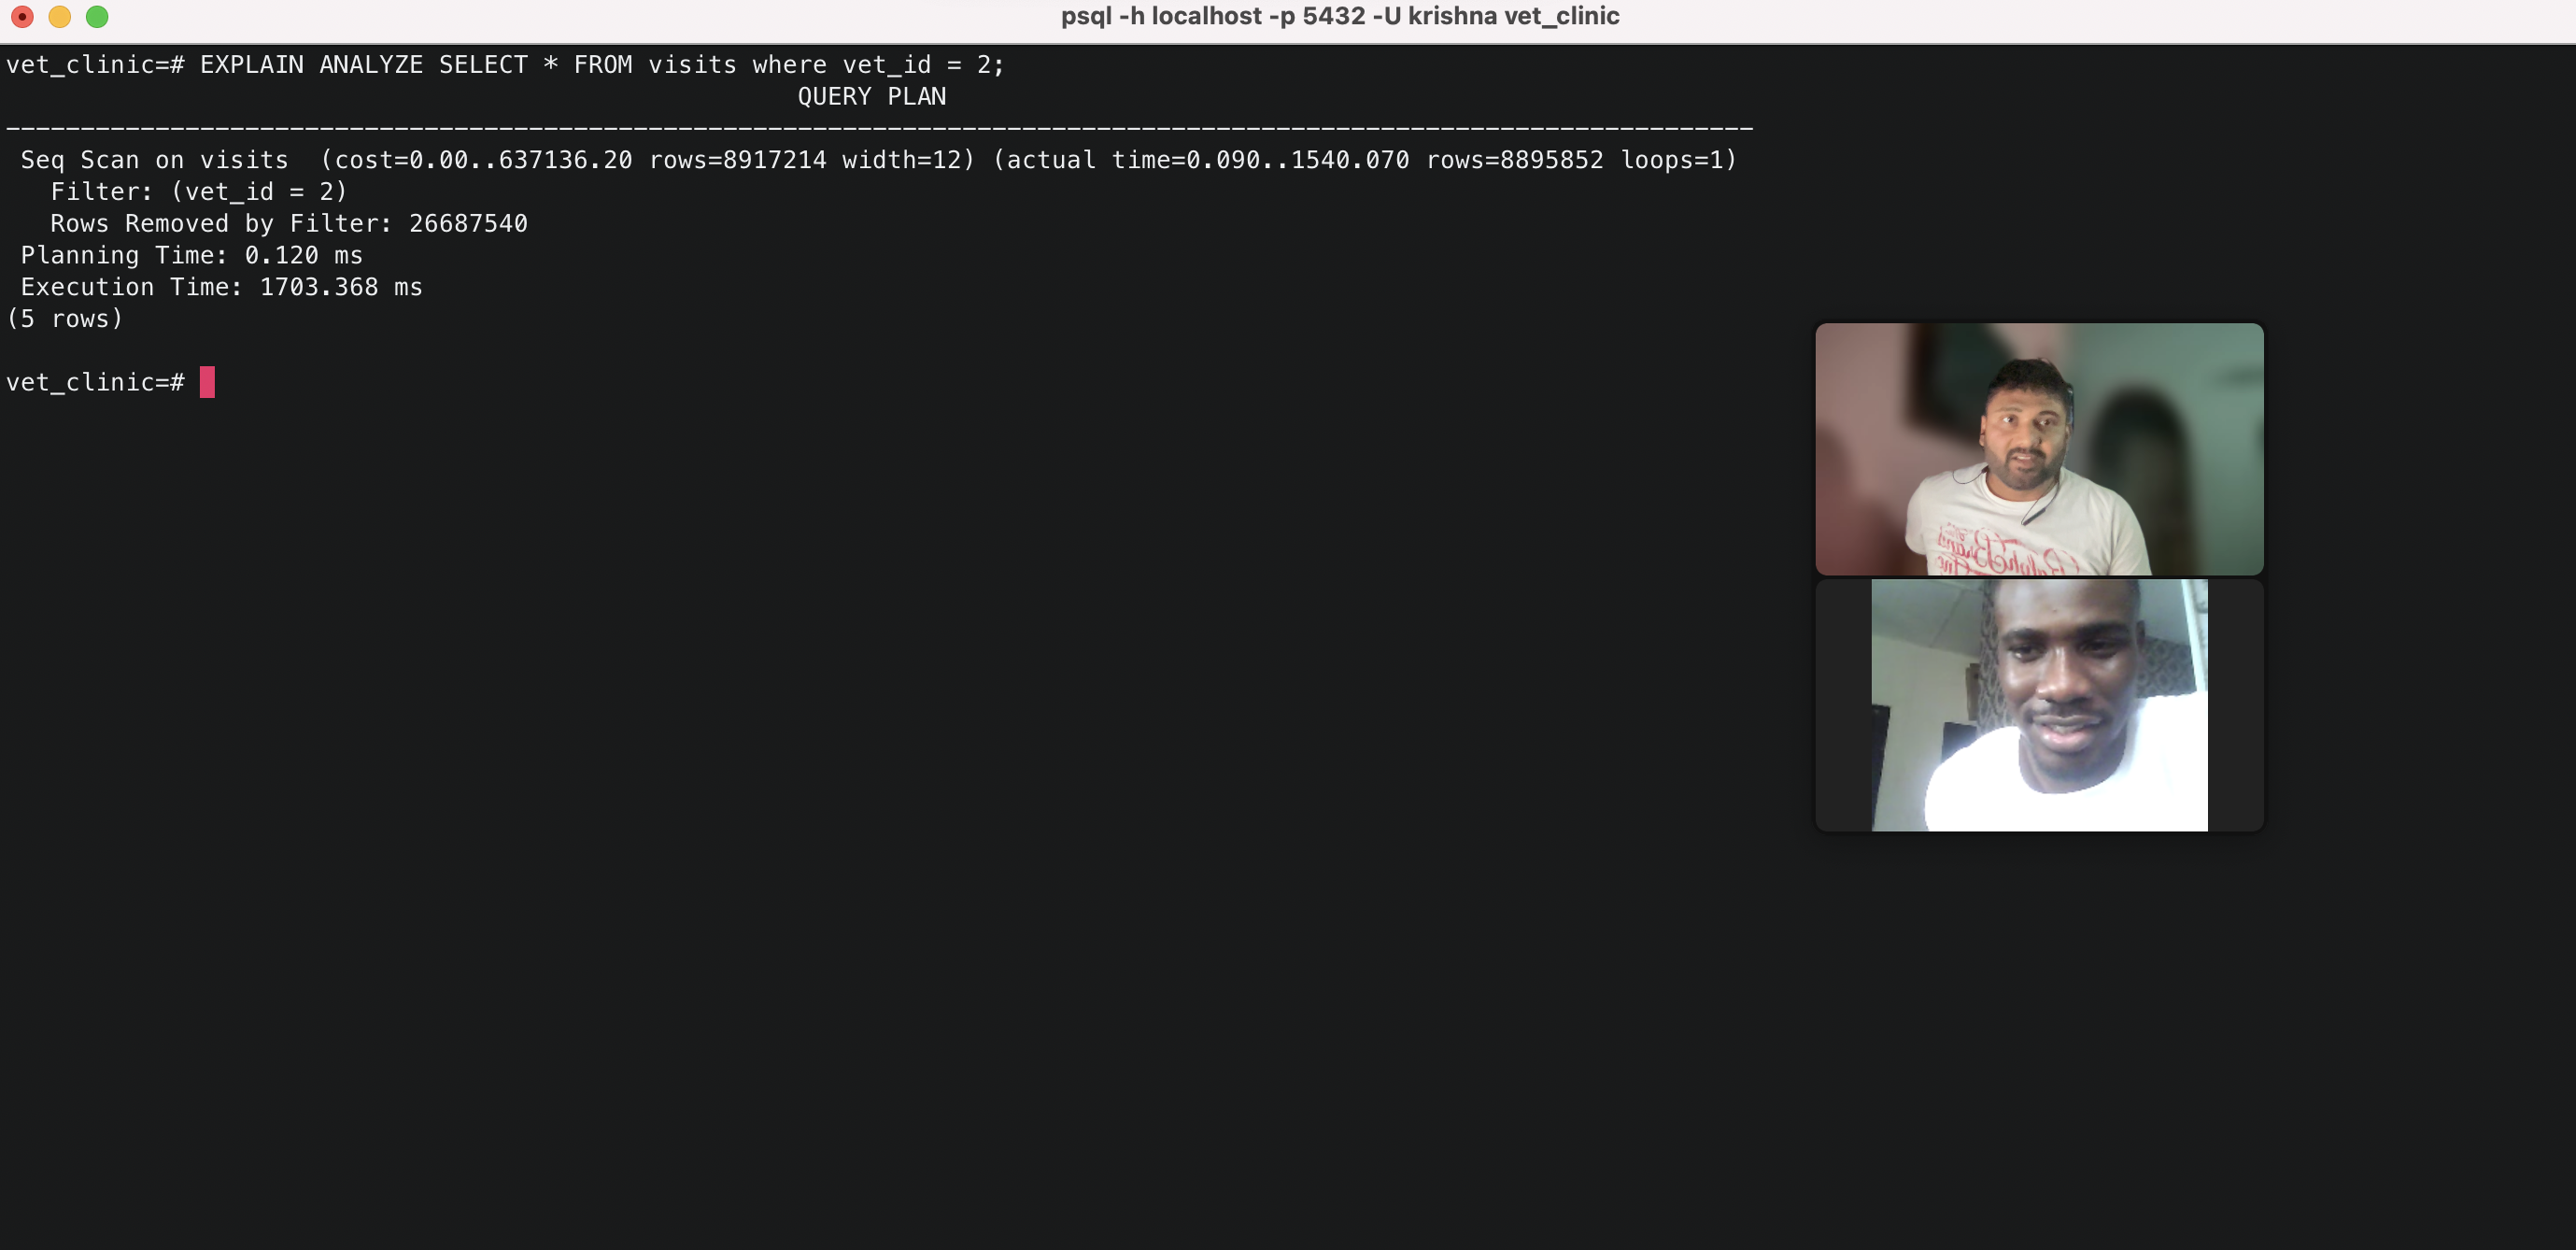 psql -h localhost -p 5432 -U krishna vet_clinic
vet_clinic=# EXPLAIN ANALYZE SELECT * FROM visits where vet_id = 2;
QUERY PLAN
Seq Scan on visits  (cost=0.00..637136.20 rows=8917214 width=12) (actual time=0.090..1540.070 rows=8895852 loops=1)
Filter: (vet_id = 2)
Rows Removed by Filter: 26687540
Planning Time: 0.120 ms
Execution Time: 1703.368 ms
(5 rows)
vet_clinic=#